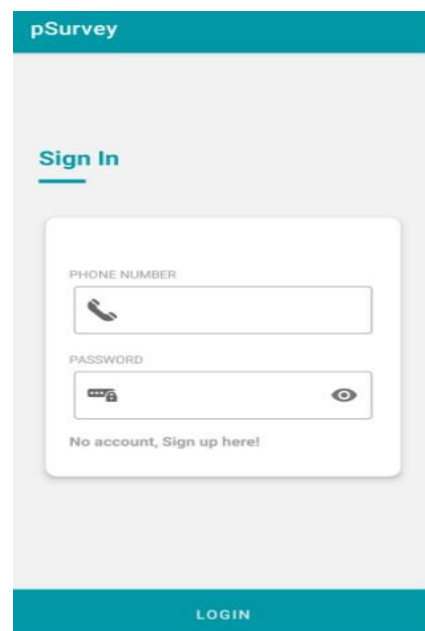 pSurvey
Sign In
PHONE NUMBER
PASSWORD
No account, Sign up here!
LOGIN